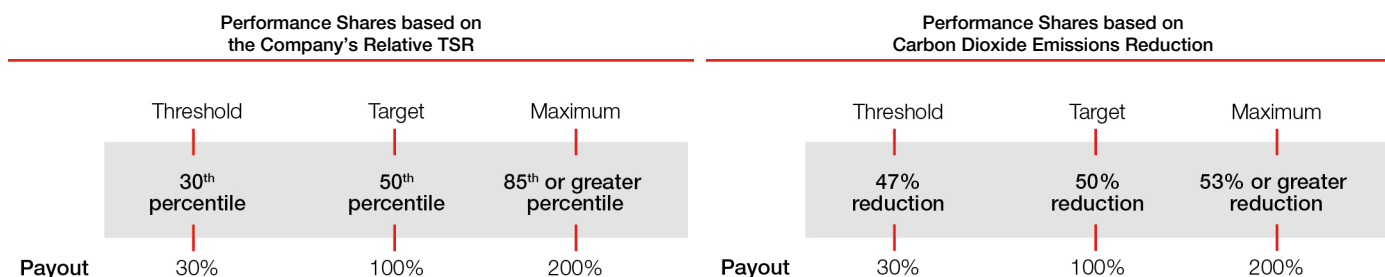 Performance Shares based on
the Company's Relative TSR
Threshold Target Maximum
30th 50th 85th or greater
percentile percentile percentile
Payout 30% 100% 200%
Performance Shares based on
Carbon Dioxide Emissions Reduction
Threshold Target Maximum
47% 50% 53% or greater
reduction reduction reduction
Payout 30% 100% 200%